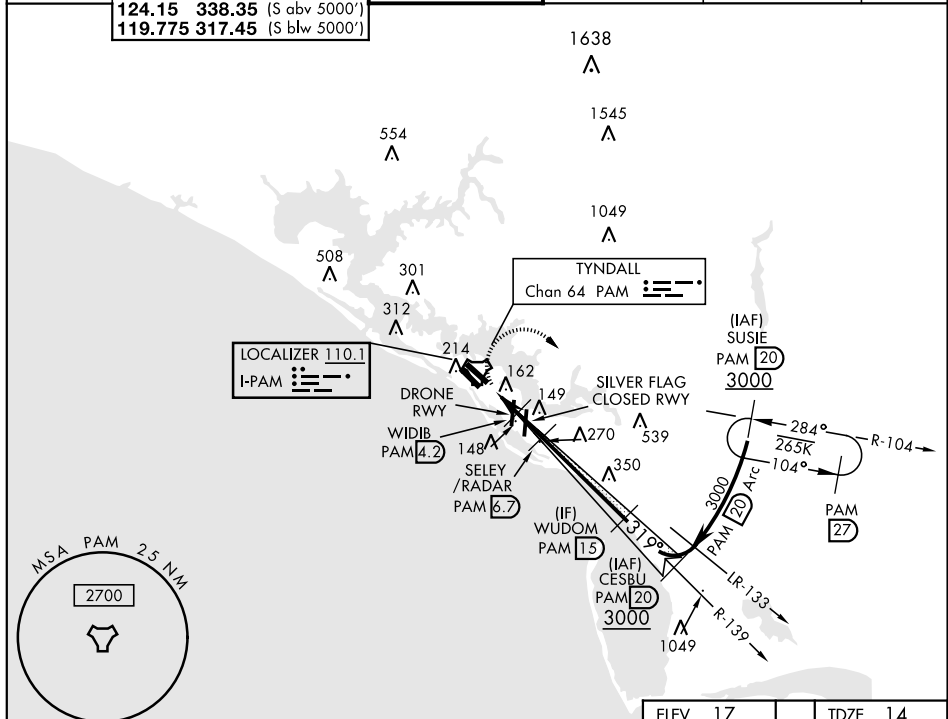 124.15 338.35 (S abv 5000')
119.775 317.45 (S blw 5000')
1638
1545
554
1049
508
301
TYNDALL
Chan 64 PAM
312
(IAF)
SUSIE
PAM 20
3000
214
LOCALIZER 110.1
I-PAM
162
SILVER FLAG
CLOSED RWY
149
DRONE
RWY
WIDIB
PAM 4.2
148
270
539
284°
265K
104°
R-104
SELEY
/RADAR
PAM 6.7
350
3000
PAM 20 Arc
PAM
27
(IF)
WUDOM
PAM 15
319°
(IAF)
CESBU
PAM 20
3000
LR-133
R-139
1049
MSA PAM 25 NM
2700
ELEV 17
TDZE 14